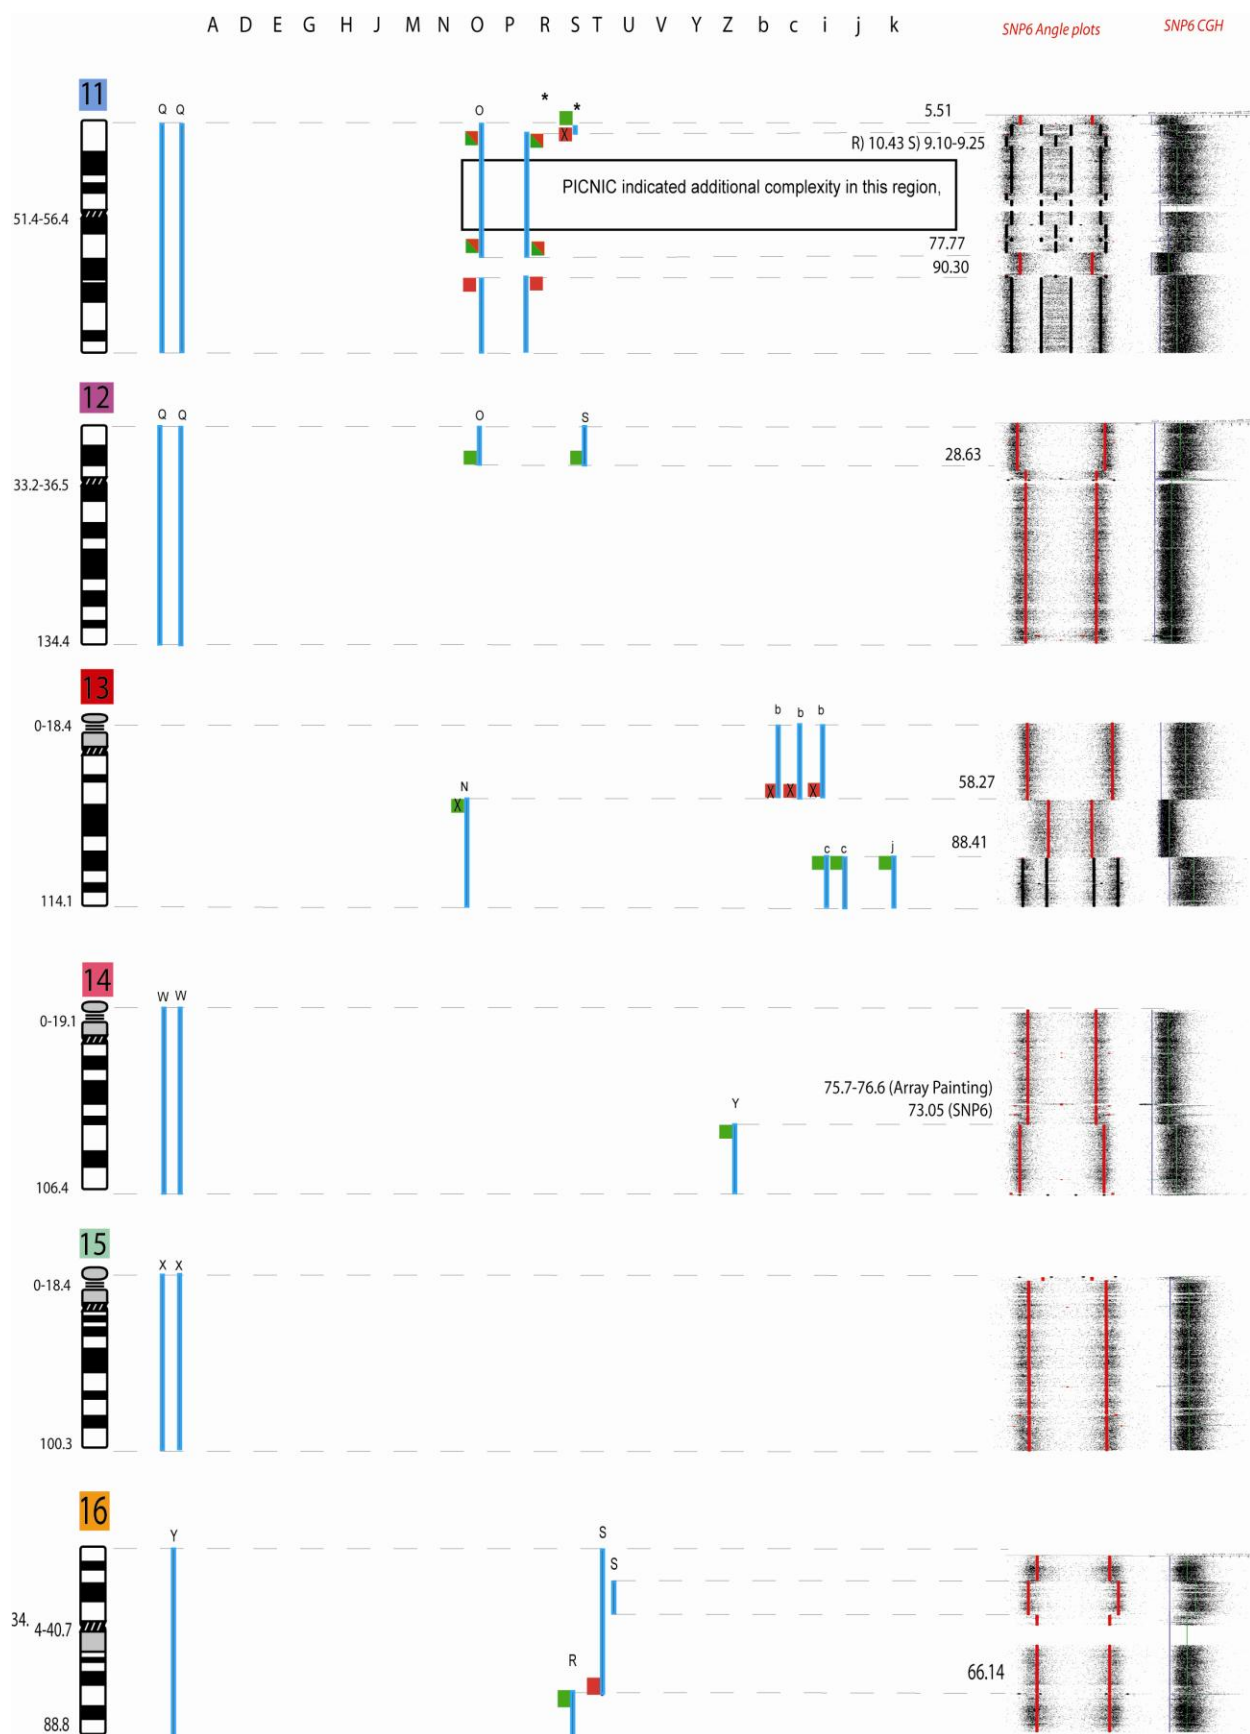 A D E G H J M N O P R S T U V Y Z b c i j k SNP6 Angle plots SNP6 CGH
11
Q Q O * * 5.51
X
R) 10.43 S) 9.10-9.25
PICNIC indicated additional complexity in this region,
51.4-56.4
77.77
90.30
12
Q Q O S
28.63
33.2-36.5
134.4
13
b b b
0-18.4
58.27
N X X X
X
88.41
c c j
114.1
14
W W
0-19.1
75.7-76.6 (Array Painting)
Y 73.05 (SNP6)
106.4
15
X X
0-18.4
100.3
16
Y S
S
34.
4-40.7
R 66.14
88.8